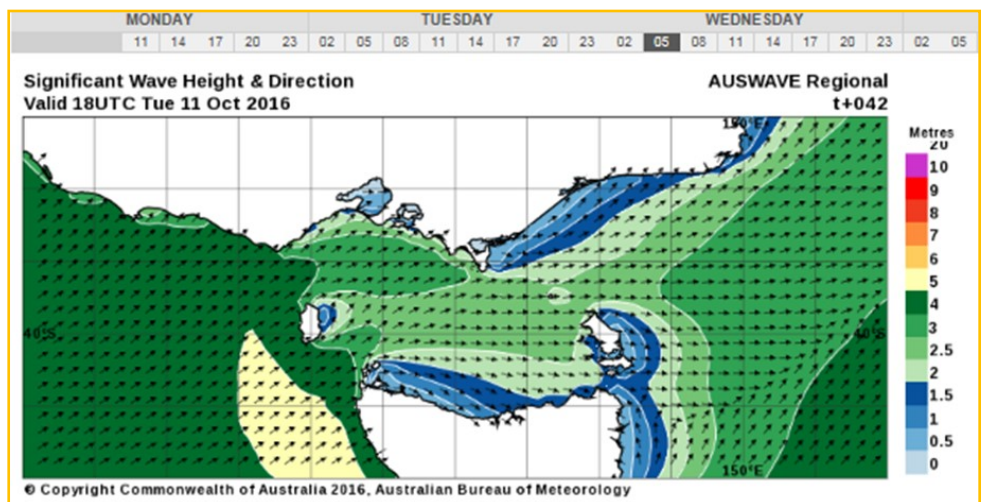 MONDAY TUESDAY WEDNESDAY
11 14 17 20 23 02 05 08 11 14 17 20 23 02 05 08 11 14 17 20 23 02 05
Significant Wave Height & Direction AUSWAVE Regional
Valid 18UTC Tue 11 Oct 2016 t+042
150°E
Metres
20
10
9
8
7
6
5
4
40°S 40°S
3
2.5
2
1.5
1
0.5
0
150°E
© Copyright Commonwealth of Australia 2016, Australian Bureau of Meteorology